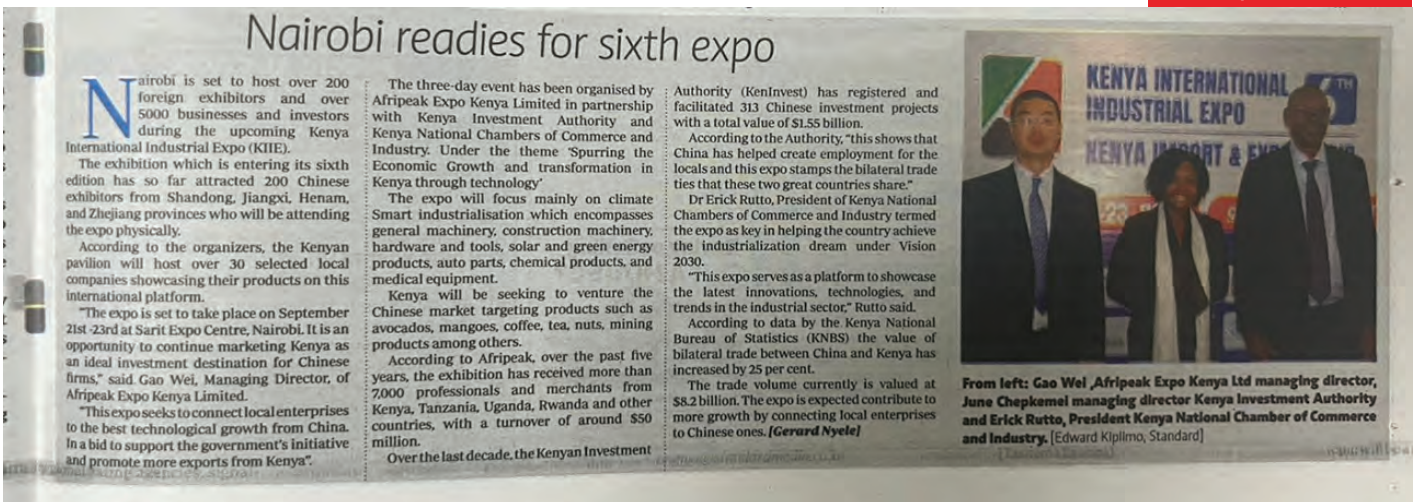 Nairobi readies for sixth expo
Nairobi is set to host over 200
foreign exhibitors and over
5000 businesses and investors
during the upcoming Kenya
International Industrial Expo (KIIE).
The exhibition which is entering its sixth
edition has so far attracted 200 Chinese
exhibitors from Shandong, Jiangxi, Henam,
and Zhejiang provinces who will be attending
the expo physically.
According to the organizers, the Kenyan
pavilion will host over 30 selected local
companies showcasing their products on this
international platform.
"The expo is set to take place on September
21st-23rd at Sarit Expo Centre, Nairobi. It is an
opportunity to continue marketing Kenya as
an ideal investment destination for Chinese
firms," said Gao Wei, Managing Director, of
Afripeak Expo Kenya Limited.
"This expo seeks to connect local enterprises
to the best technological growth from China.
In a bid to support the government's initiative
and promote more exports from Kenya".
The three-day event has been organised by
Afripeak Expo Kenya Limited in partnership
with Kenya Investment Authority and
Kenya National Chambers of Commerce and
Industry. Under the theme 'Spurring the
Economic Growth and transformation in
Kenya through technology'
The expo will focus mainly on climate
Smart industrialisation which encompasses
general machinery, construction machinery,
hardware and tools, solar and green energy
products, auto parts, chemical products, and
medical equipment.
Kenya will be seeking to venture the
Chinese market targeting products such as
avocados, mangoes, coffee, tea, nuts, mining
products among others.
According to Afripeak, over the past five
years, the exhibition has received more than
7,000 professionals and merchants from
Kenya, Tanzania, Uganda, Rwanda and other
countries, with a turnover of around $50
million.
Over the last decade, the Kenyan Investment
Authority (KenInvest) has registered and
facilitated 313 Chinese investment projects
with a total value of $1.55 billion.
According to the Authority, "this shows that
China has helped create employment for the
locals and this expo stamps the bilateral trade
ties that these two great countries share."
Dr Erick Rutto, President of Kenya National
Chambers of Commerce and Industry termed
the expo as key in helping the country achieve
the industrialization dream under Vision
2030.
"This expo serves as a platform to showcase
the latest innovations, technologies, and
trends in the industrial sector," Rutto said.
According to data by the Kenya National
Bureau of Statistics (KNBS) the value of
bilateral trade between China and Kenya has
increased by 25 per cent.
The trade volume currently is valued at
$8.2 billion. The expo is expected contribute to
more growth by connecting local enterprises
to Chinese ones. [Gerard Nyele]
KENYA INTERNATIONAL
INDUSTRIAL EXPO
6TH
KENYA IMPORT &
23
From left: Gao Wei ,Afripeak Expo Kenya Ltd managing director,
June Chepkemei managing director Kenya Investment Authority
and Erick Rutto, President Kenya National Chamber of Commerce
and Industry. [Edward Kiplimo, Standard]